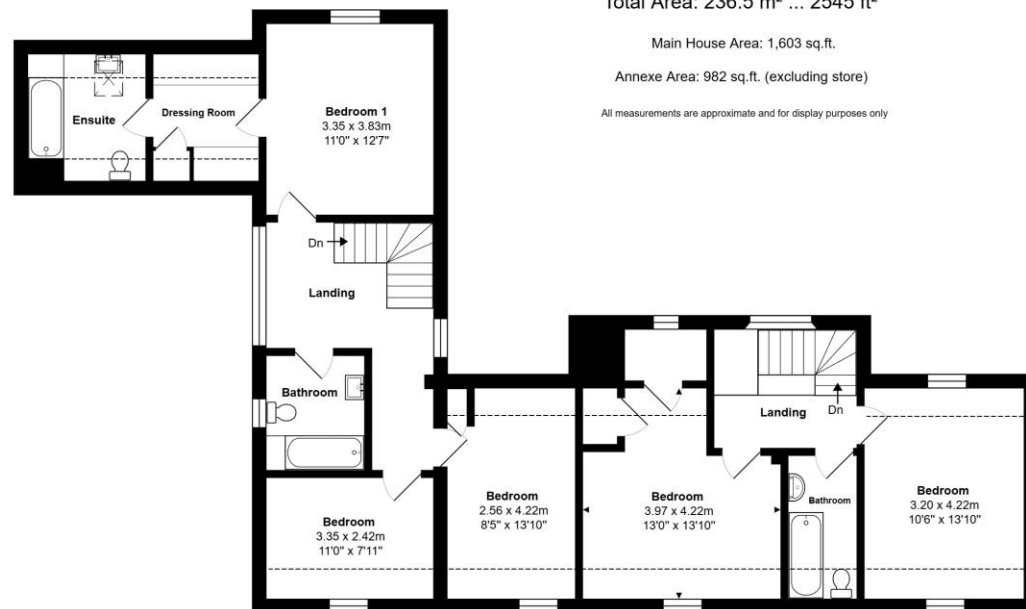 Total Area: 236.5 m² ... 2545 ft²
Main House Area: 1,603 sq.ft.
Annexe Area: 982 sq.ft. (excluding store)
All measurements are approximate and for display purposes only
Ensuite
Dressing Room
Bedroom 1
3.35 x 3.83m
11'0" x 12'7"
Dn
Landing
Bathroom
Bedroom
3.35 x 2.42m
11'0" x 7'11"
Bedroom
2.56 x 4.22m
8'5" x 13'10"
Bedroom
3.97 x 4.22m
13'0" x 13'10"
Landing
Dn
Bathroom
Bedroom
3.20 x 4.22m
10'6" x 13'10"